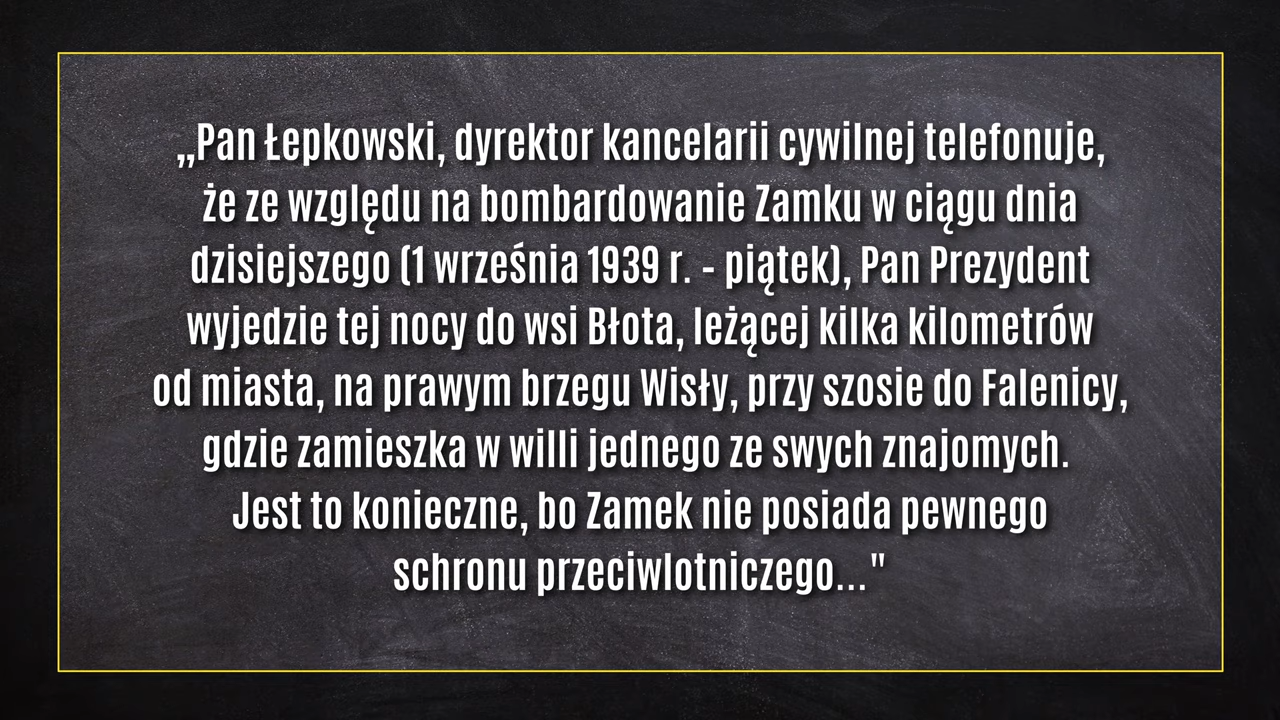 „Pan Łepkowski, dyrektor kancelarii cywilnej telefonuje,
że ze względu na bombardowanie Zamku w ciągu dnia
dzisiejszego (1 września 1939 r. - piątek), Pan Prezydent
wyjedzie tej nocy do wsi Błota, leżącej kilka kilometrów
od miasta, na prawym brzegu Wisły, przy szosie do Falenicy,
gdzie zamieszka w willi jednego ze swych znajomych.
Jest to konieczne, bo Zamek nie posiada pewnego
schronu przeciwlotniczego..."